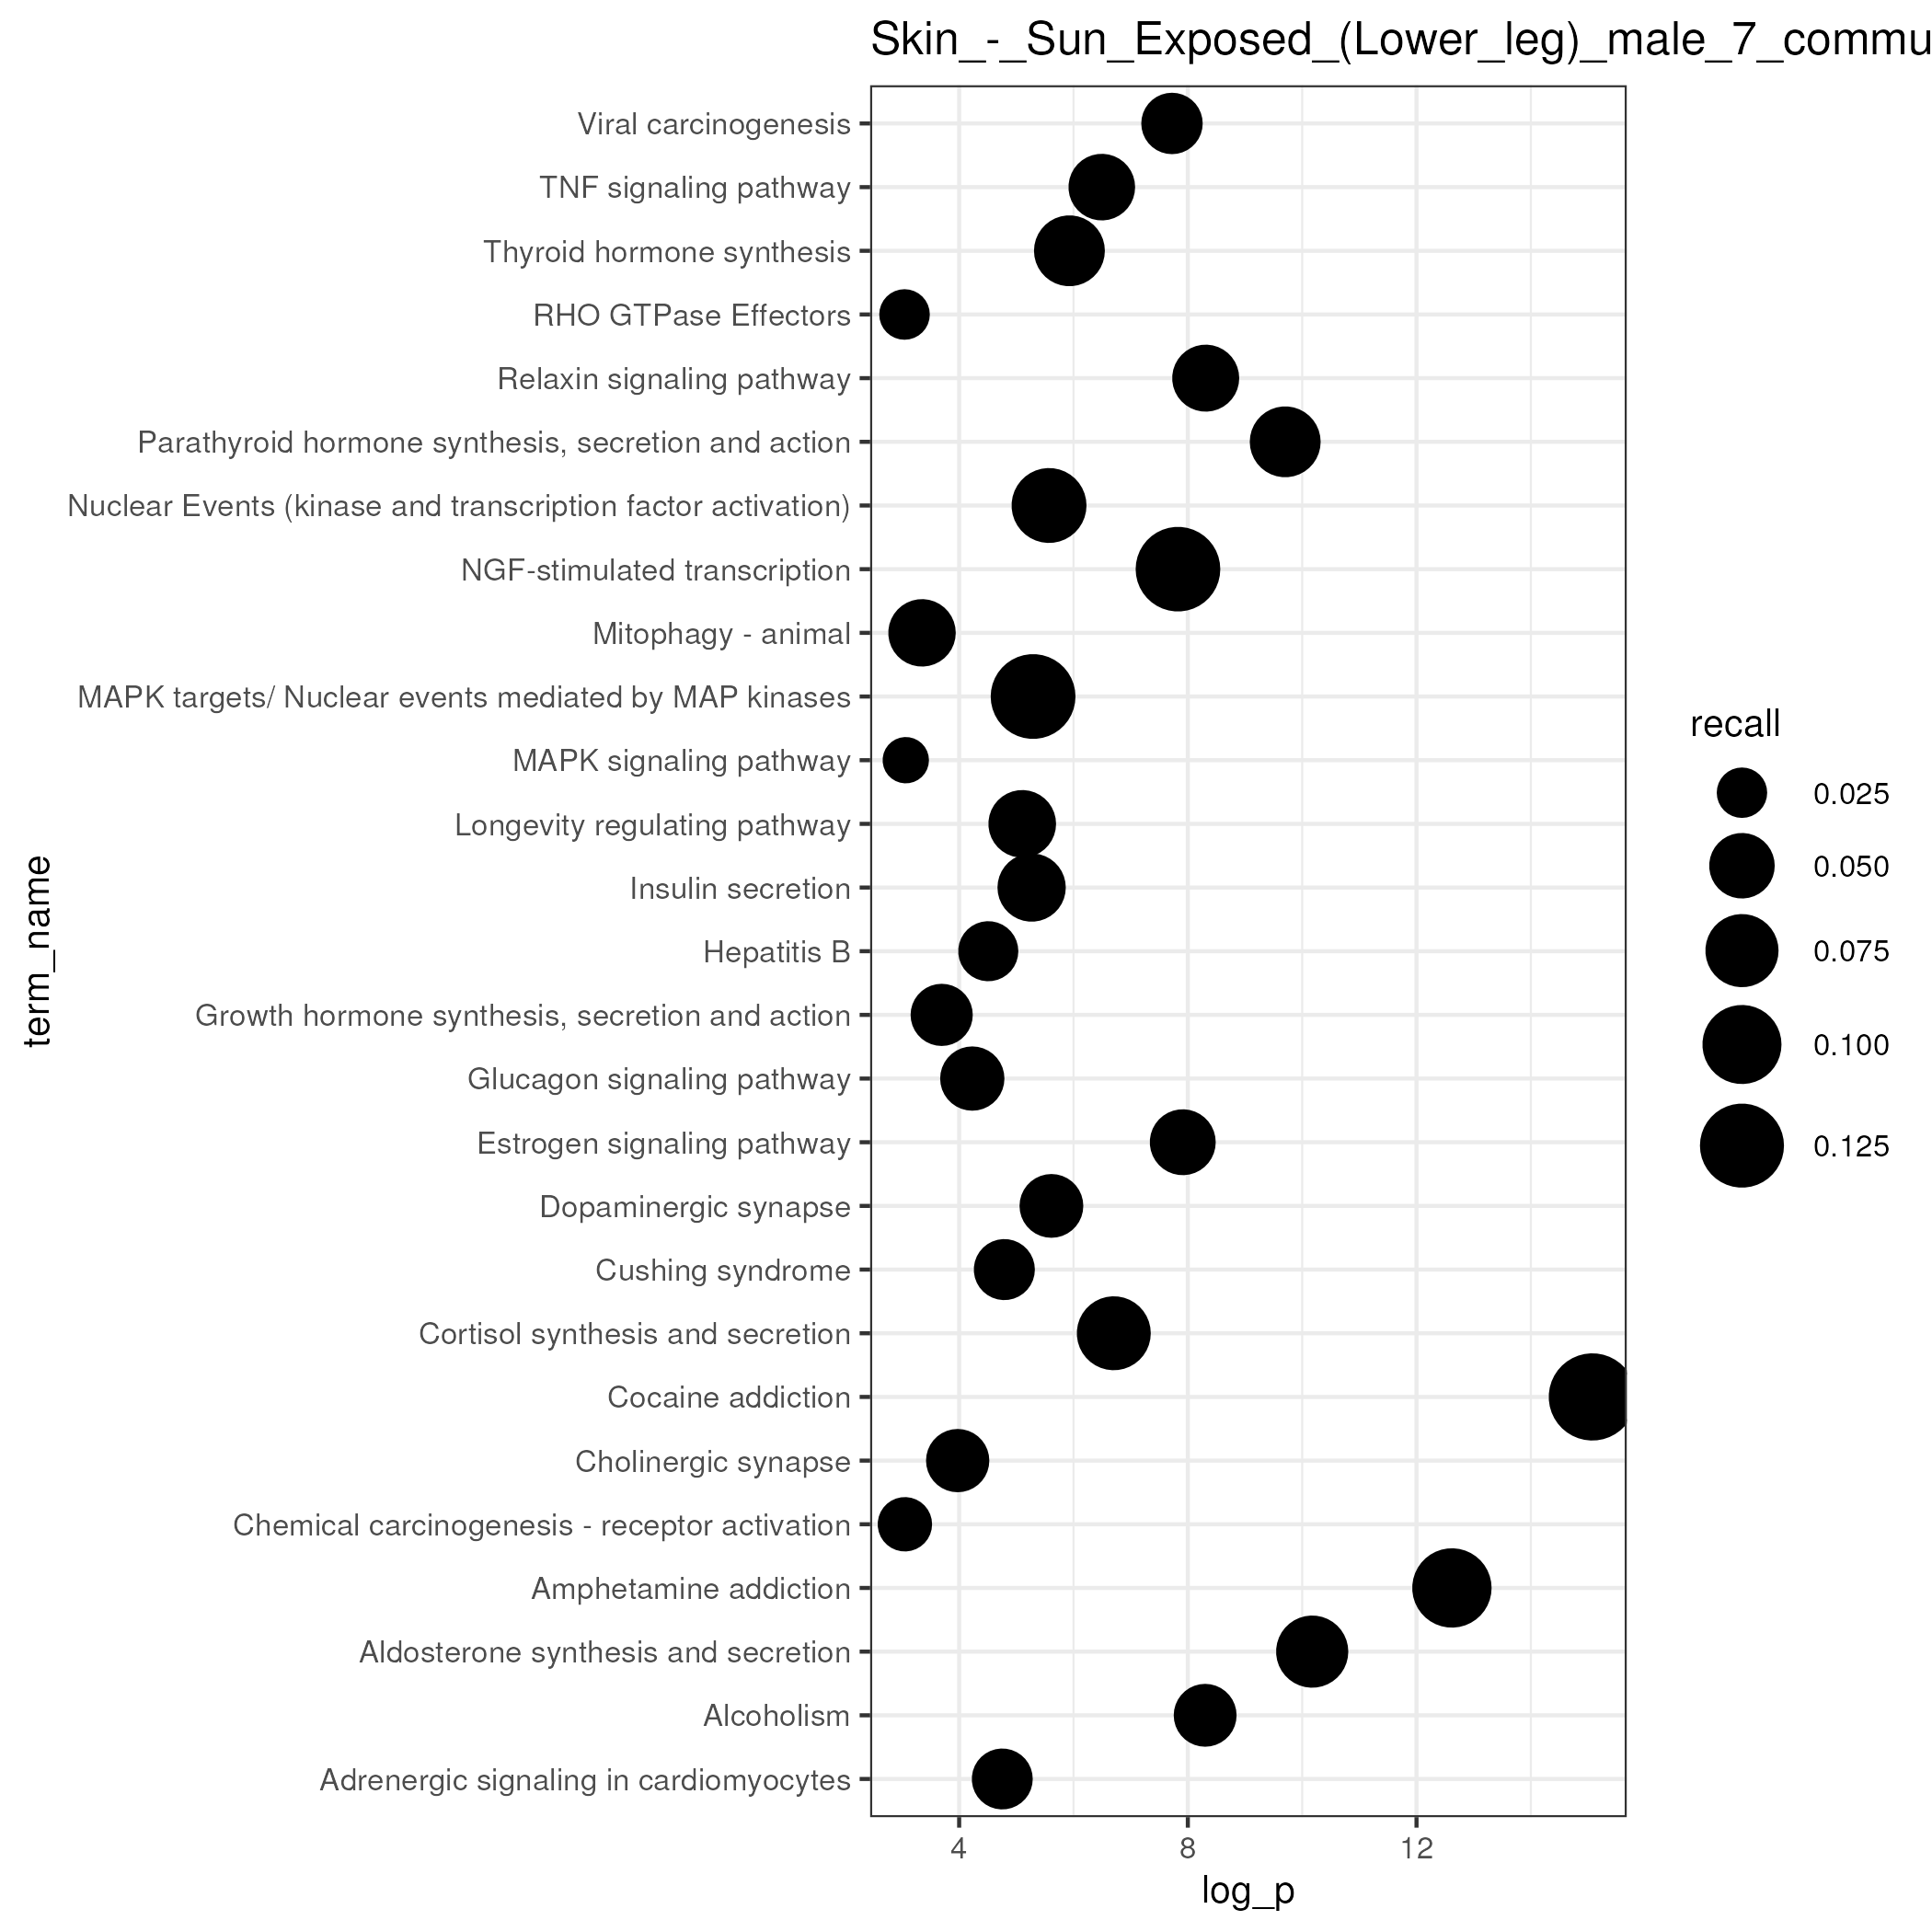 Skin_-_Sun_Exposed_(Lower_leg)_male_7_commu
Viral carcinogenesis
TNF signaling pathway
Thyroid hormone synthesis
RHO GTPase Effectors
Relaxin signaling pathway
Parathyroid hormone synthesis, secretion and action
Nuclear Events (kinase and transcription factor activation)
NGF-stimulated transcription
Mitophagy - animal
MAPK targets/ Nuclear events mediated by MAP kinases
MAPK signaling pathway
Longevity regulating pathway
Insulin secretion
Hepatitis B
Growth hormone synthesis, secretion and action
Glucagon signaling pathway
Estrogen signaling pathway
Dopaminergic synapse
Cushing syndrome
Cortisol synthesis and secretion
Cocaine addiction
Cholinergic synapse
Chemical carcinogenesis - receptor activation
Amphetamine addiction
Aldosterone synthesis and secretion
Alcoholism
Adrenergic signaling in cardiomyocytes
term_name
4 8 12
log_p
recall
0.025
0.050
0.075
0.100
0.125